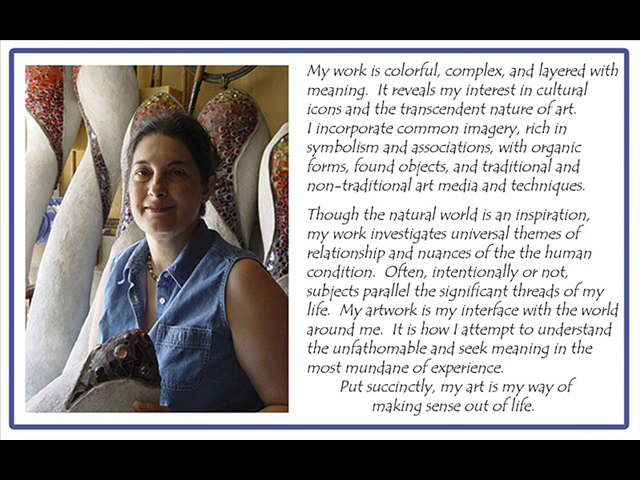 My work is colorful, complex, and layered with
meaning. It reveals my interest in cultural
icons and the transcendent nature of art.
I incorporate common imagery, rich in
symbolism and associations, with organic
forms, found objects, and traditional and
non-traditional art media and techniques.
Though the natural world is an inspiration,
my work investigates universal themes of
relationship and nuances of the the human
condition. Often, intentionally or not,
subjects parallel the significant threads of my
life. My artwork is my interface with the world
around me. It is how I attempt to understand
the unfathomable and seek meaning in the
most mundane of experience.
Put succinctly, my art is my way of
making sense out of life.